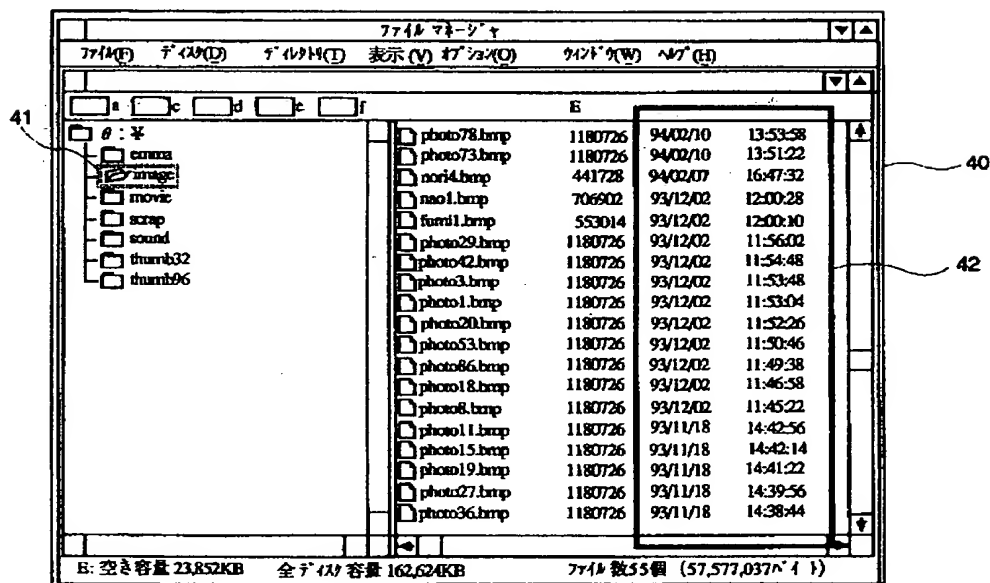 ファイル マネージャ
ファイル(F) ディスク(D) ディレクトリ(T) 表示 (V) オプション(O) ウィンドウ(W) ヘルプ(H)
a c d e f E
41
e : ¥
emma
image
movie
scrap
sound
thumb32
thumb96
photo78.bmp 1180726 94/02/10 13:53:58
photo73.bmp 1180726 94/02/10 13:51:22
nori4.bmp 441728 94/02/07 16:47:32
nao1.bmp 706902 93/12/02 12:00:28
fumi1.bmp 553014 93/12/02 12:00:10
photo29.bmp 1180726 93/12/02 11:56:02
photo42.bmp 1180726 93/12/02 11:54:48
photo3.bmp 1180726 93/12/02 11:53:48
photo1.bmp 1180726 93/12/02 11:53:04
photo20.bmp 1180726 93/12/02 11:52:26
photo53.bmp 1180726 93/12/02 11:50:46
photo86.bmp 1180726 93/12/02 11:49:38
photo18.bmp 1180726 93/12/02 11:46:58
photo8.bmp 1180726 93/12/02 11:45:22
photo11.bmp 1180726 93/11/18 14:42:56
photo15.bmp 1180726 93/11/18 14:42:14
photo19.bmp 1180726 93/11/18 14:41:22
photo27.bmp 1180726 93/11/18 14:39:56
photo36.bmp 1180726 93/11/18 14:38:44
40
42
E: 空き容量 23,852KB 全ディスク容量 162,624KB ファイル数55個 (57,577,037バイト)